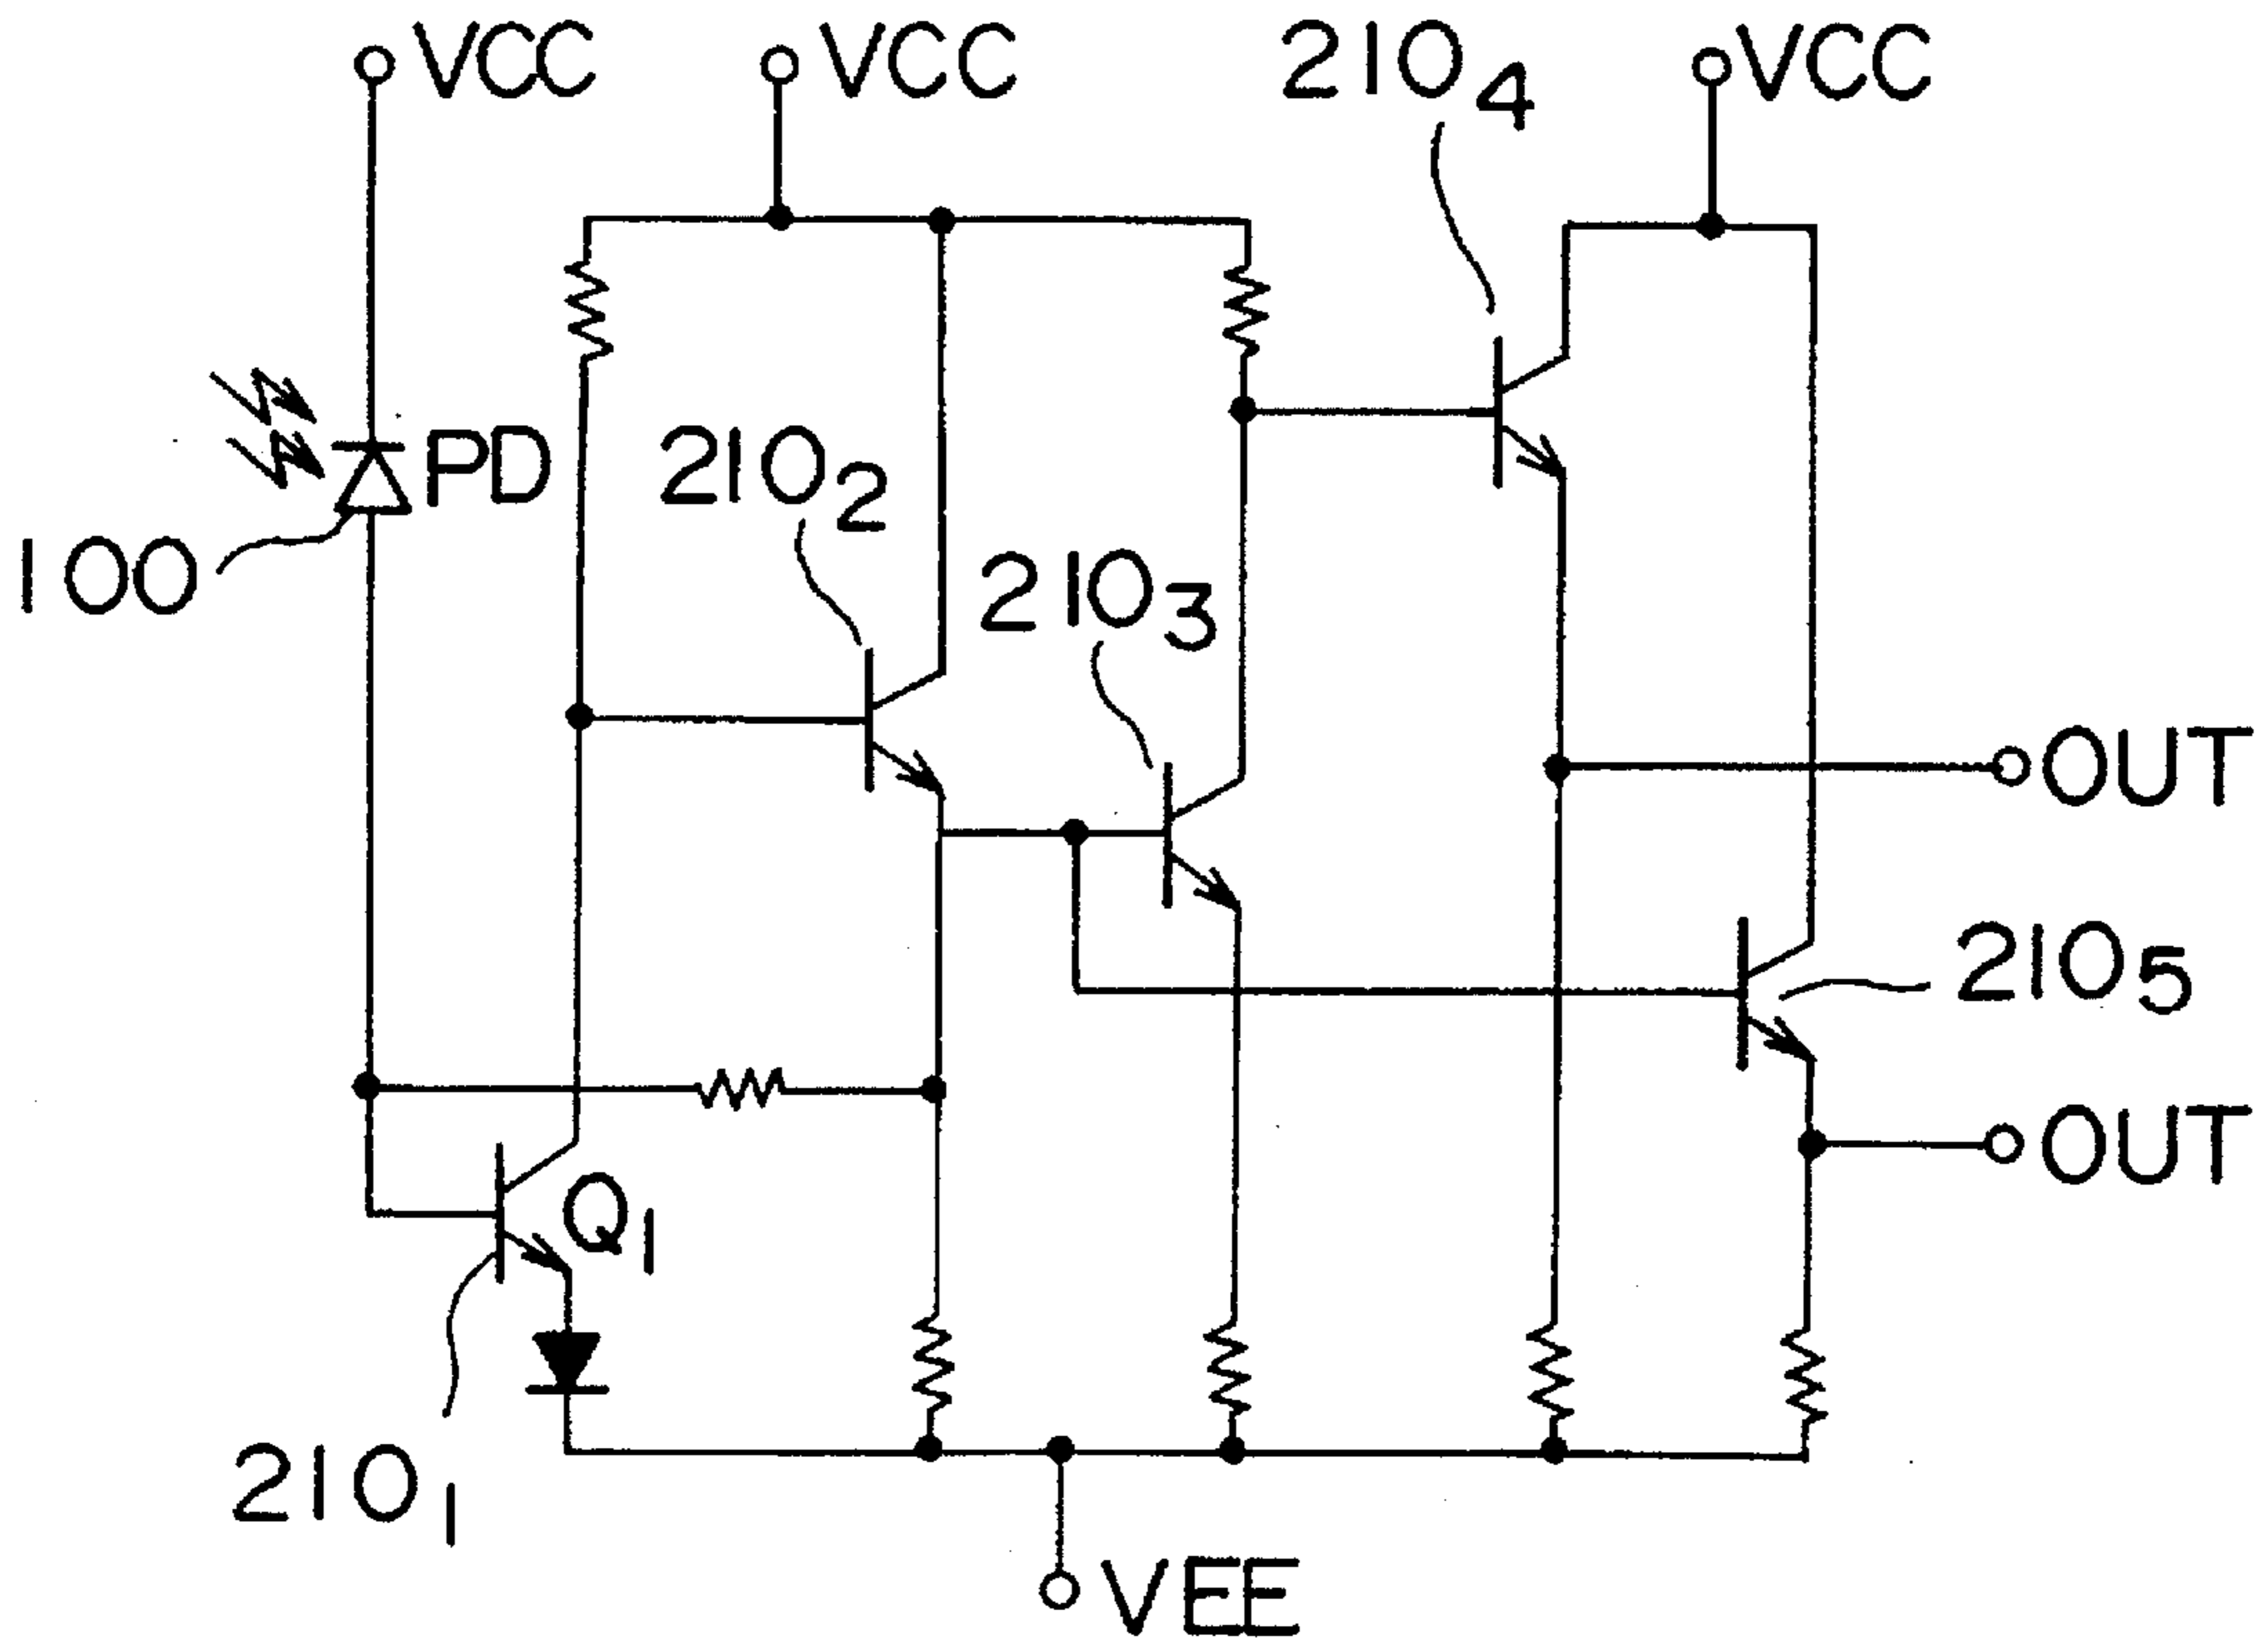 VCC
VCC
210₄
VCC
PD
210₂
100
210₃
OUT
210₅
OUT
Q₁
210₁
VEE